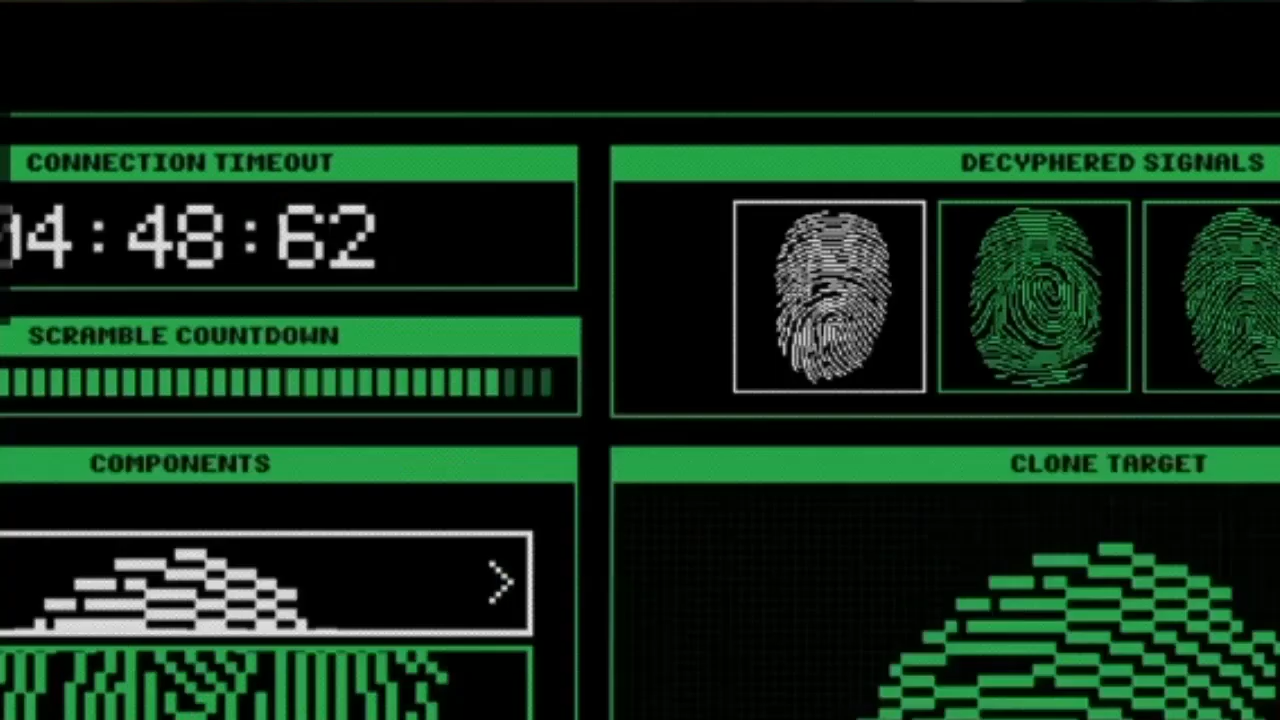 CONNECTION TIMEOUT
04:48:62
SCRAMBLE COUNTDOWN
COMPONENTS
DECYPHERED SIGNALS
CLONE TARGET